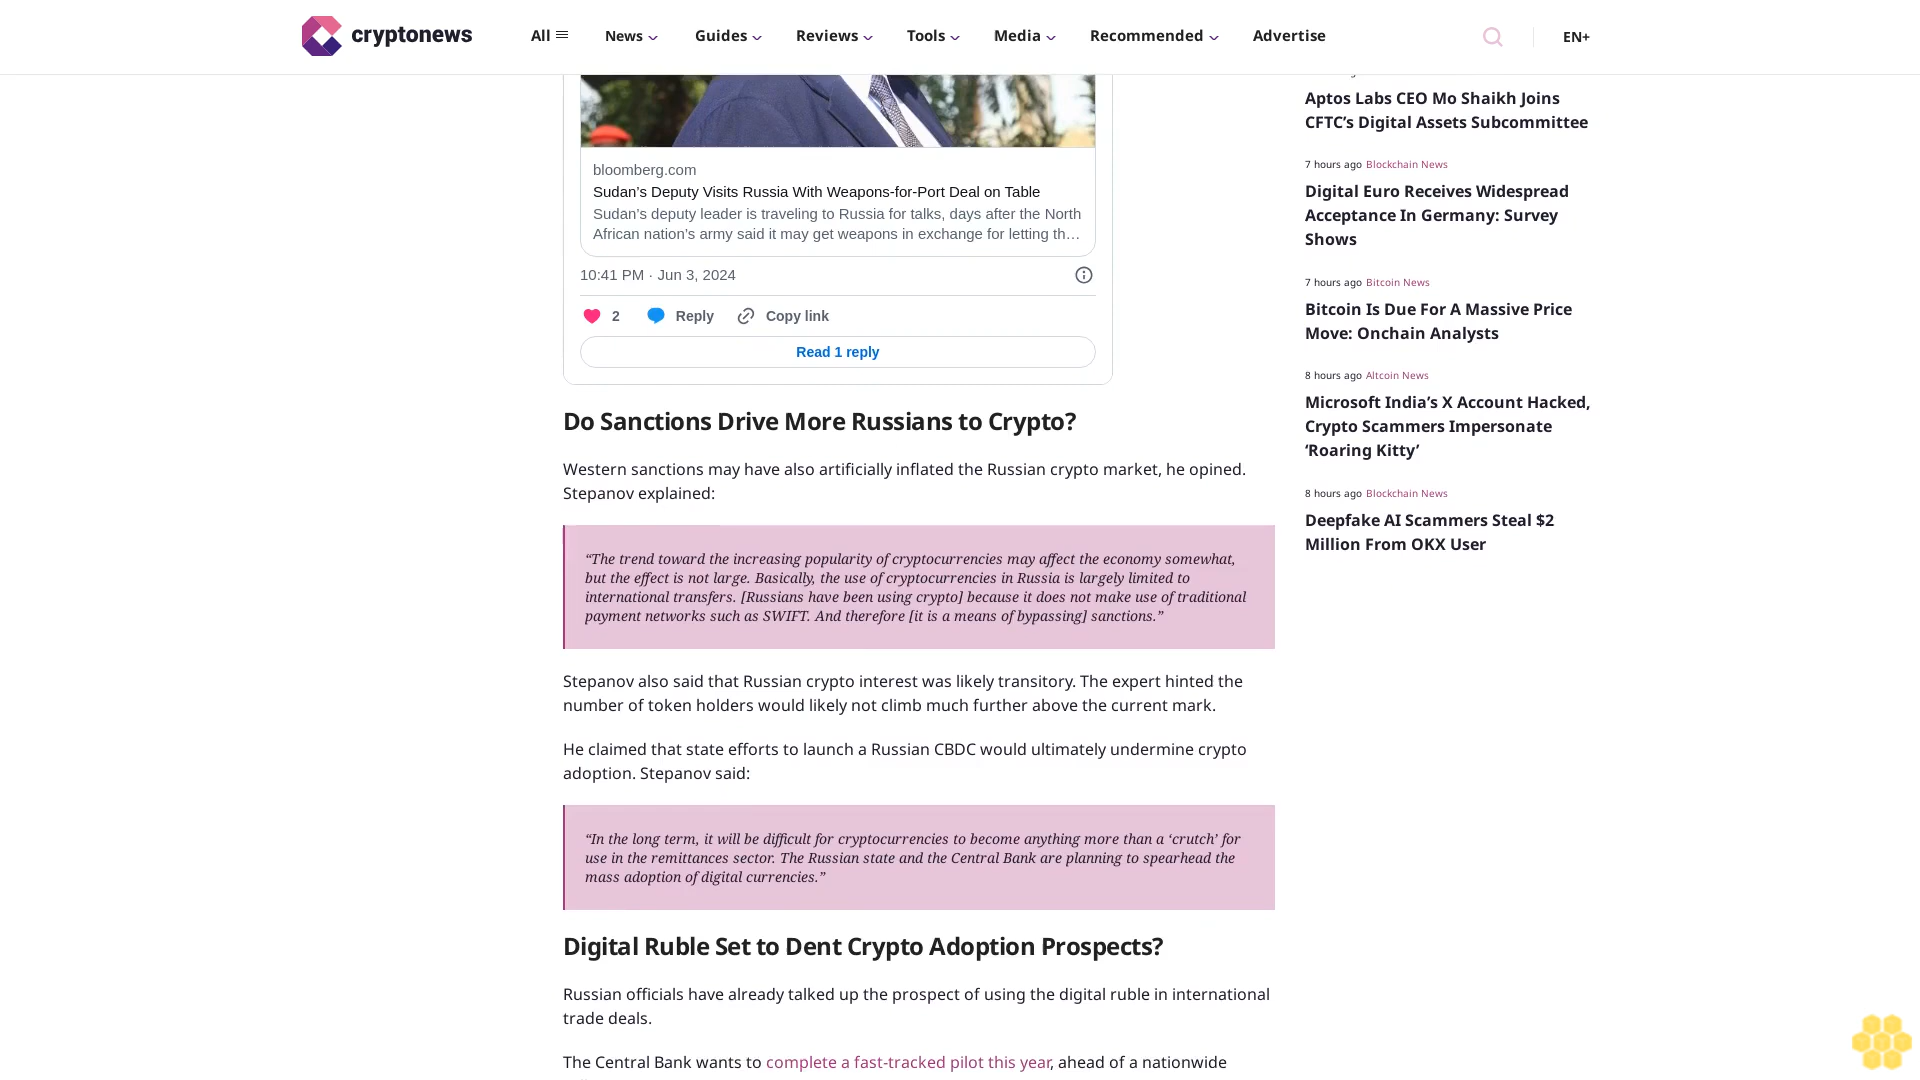 cryptonews
All
News
Guides
Reviews
Tools
Media
Recommended
Advertise
EN+
bloomberg.com
Sudan’s Deputy Visits Russia With Weapons-for-Port Deal on Table
Sudan’s deputy leader is traveling to Russia for talks, days after the North
African nation’s army said it may get weapons in exchange for letting th…
10:41 PM · Jun 3, 2024
2
Reply
Copy link
Read 1 reply
Do Sanctions Drive More Russians to Crypto?
Western sanctions may have also artificially inflated the Russian crypto market, he opined.
Stepanov explained:
“The trend toward the increasing popularity of cryptocurrencies may affect the economy somewhat,
but the effect is not large. Basically, the use of cryptocurrencies in Russia is largely limited to
international transfers. [Russians have been using crypto] because it does not make use of traditional
payment networks such as SWIFT. And therefore [it is a means of bypassing] sanctions.”
Stepanov also said that Russian crypto interest was likely transitory. The expert hinted the
number of token holders would likely not climb much further above the current mark.
He claimed that state efforts to launch a Russian CBDC would ultimately undermine crypto
adoption. Stepanov said:
“In the long term, it will be difficult for cryptocurrencies to become anything more than a ‘crutch’ for
use in the remittances sector. The Russian state and the Central Bank are planning to spearhead the
mass adoption of digital currencies.”
Digital Ruble Set to Dent Crypto Adoption Prospects?
Russian officials have already talked up the prospect of using the digital ruble in international
trade deals.
The Central Bank wants to complete a fast-tracked pilot this year, ahead of a nationwide
Aptos Labs CEO Mo Shaikh Joins
CFTC’s Digital Assets Subcommittee
7 hours ago Blockchain News
Digital Euro Receives Widespread
Acceptance In Germany: Survey
Shows
7 hours ago Bitcoin News
Bitcoin Is Due For A Massive Price
Move: Onchain Analysts
8 hours ago Altcoin News
Microsoft India’s X Account Hacked,
Crypto Scammers Impersonate
‘Roaring Kitty’
8 hours ago Blockchain News
Deepfake AI Scammers Steal $2
Million From OKX User